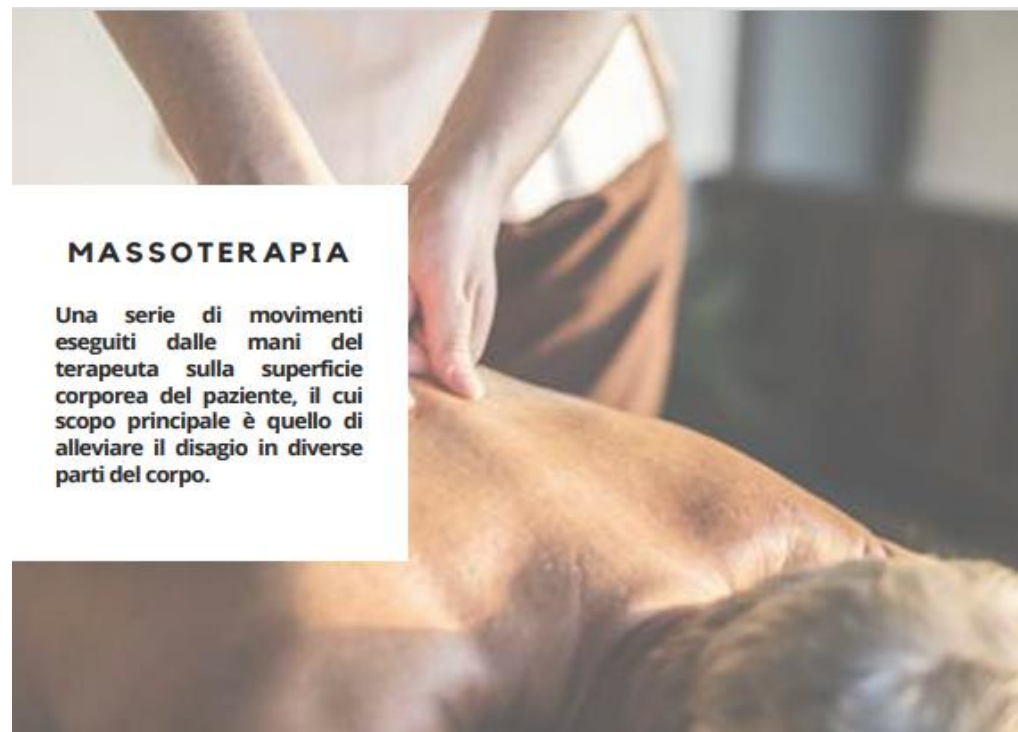 MASSOTERAPIA
Una serie di movimenti
eseguiti dalle mani del
terapeuta sulla superficie
corporea del paziente, il cui
scopo principale è quello di
alleviare il disagio in diverse
parti del corpo.